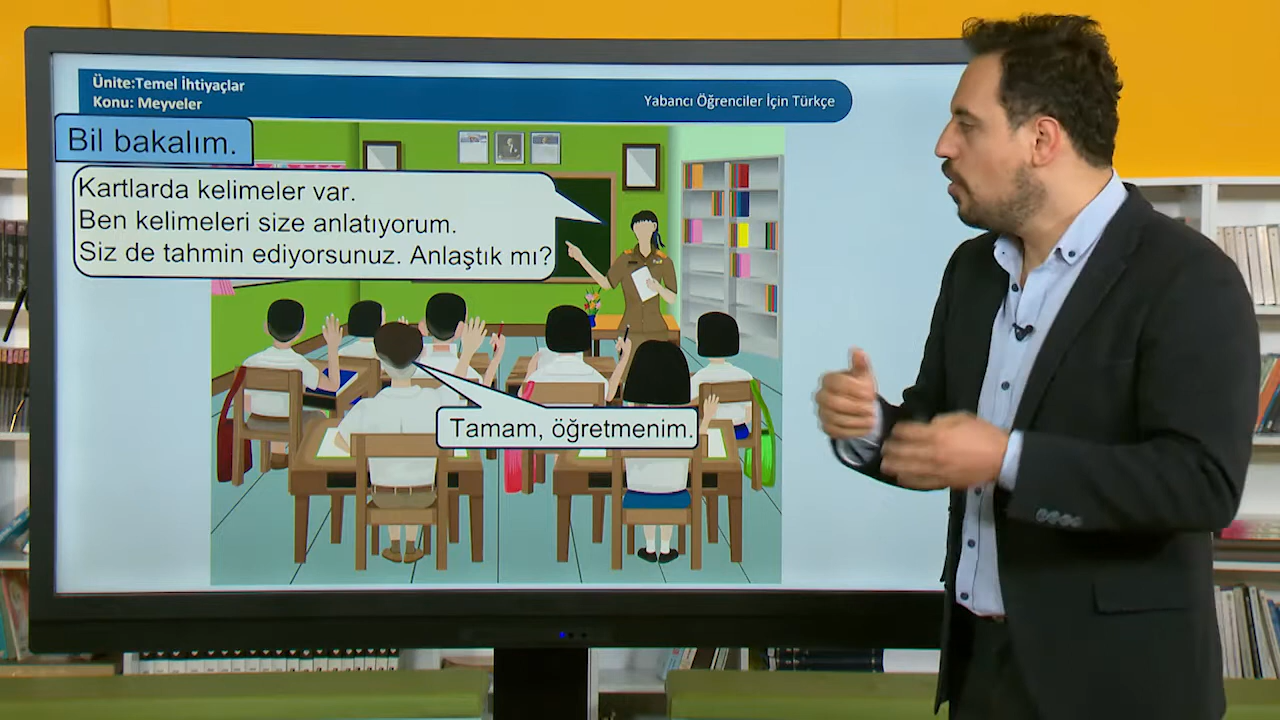 Ünite:Temel İhtiyaçlar
Konu: Meyveler
Yabancı Öğrenciler İçin Türkçe
Bil bakalım.
Kartlarda kelimeler var.
Ben kelimeleri size anlatıyorum.
Siz de tahmin ediyorsunuz. Anlaştık mı?
Tamam, öğretmenim.